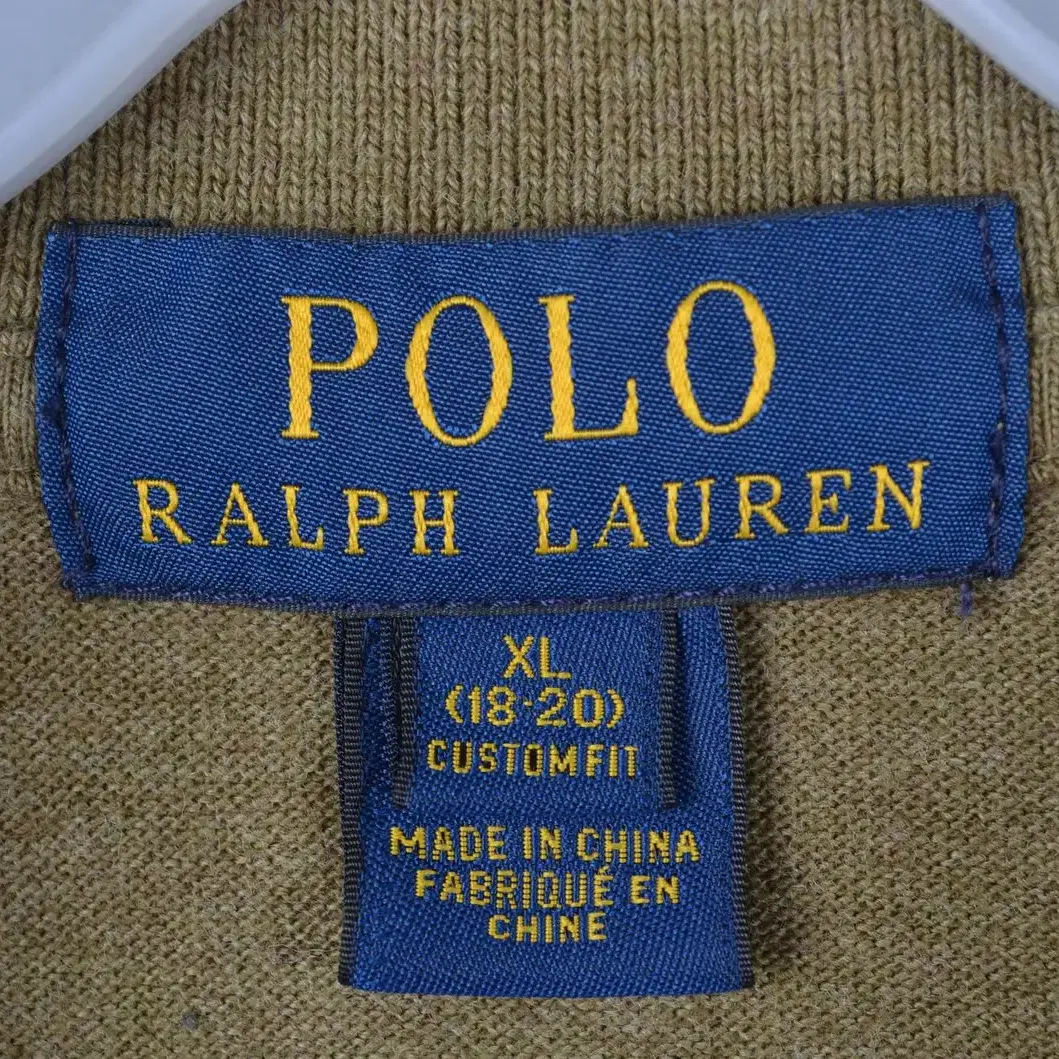 POLO
RALPH LAUREN
XL
(18-20)
CUSTOM FIT
MADE IN CHINA
FABRIQUÉ EN
CHINE